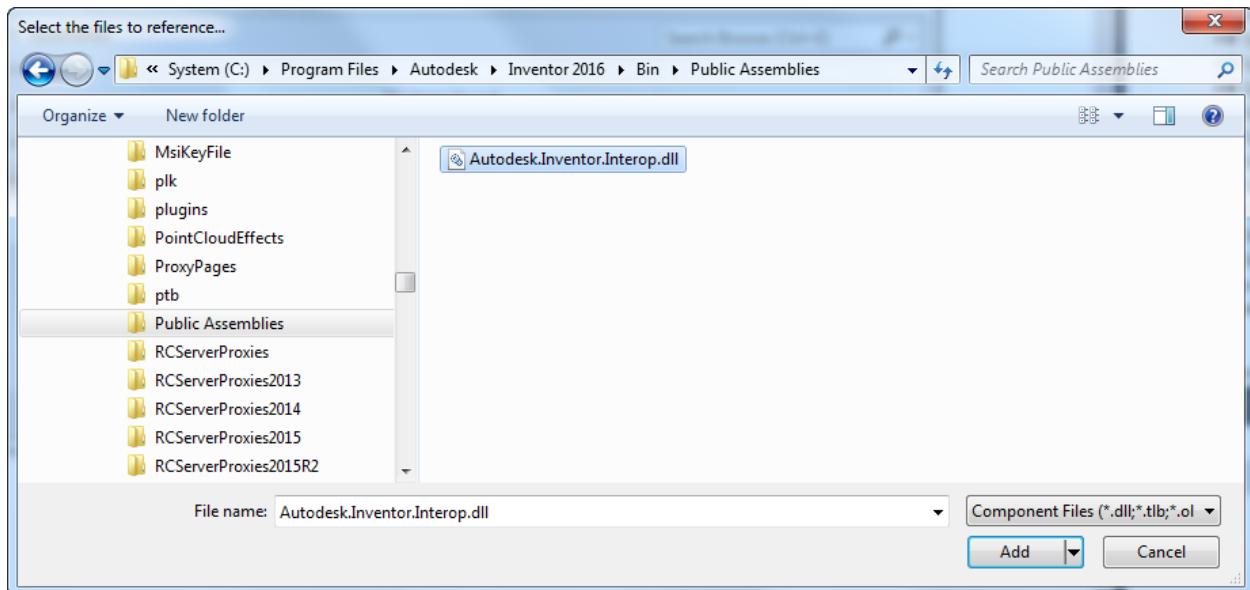 Select the files to reference...
« System (C:) Program Files Autodesk Inventor 2016 Bin Public Assemblies Search Public Assemblies
Organize New folder
MsiKeyFile
plk
plugins
PointCloudEffects
ProxyPages
ptb
Public Assemblies
RCServerProxies
RCServerProxies2013
RCServerProxies2014
RCServerProxies2015
RCServerProxies2015R2
Autodesk.Inventor.Interop.dll
File name: Autodesk.Inventor.Interop.dll Component Files (*.dll;*.tlb;*.ol
Add Cancel